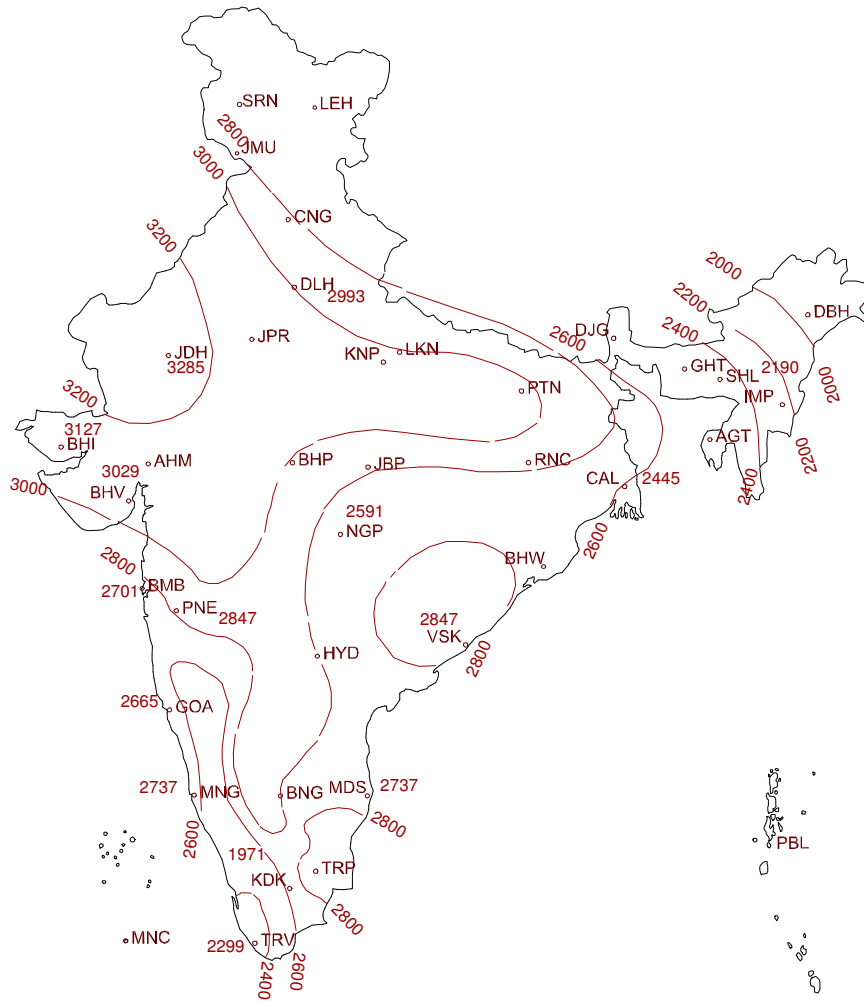 SRN
LEH
2800
JMU
3000
CNG
3200
2000
DLH
2993
2200
DBH
2600
DJG
2400
JPR
JDH
KNP
LKN
3285
GHT
2190
SHL
2000
3200
PTN
IMP
3127
BHI
AGT
2200
3029
AHM
BHP
JBP
RNC
CAL
2445
3000
BHV
2400
2591
NGP
2600
2800
BHW
2701
BMB
PNE
2847
2847
VSK
HYD
2800
2665
GOA
2737
MNG
BNG
MDS
2737
2800
2600
PBL
1971
TRP
KDK
2800
MNC
2299
TRV
2400
2600